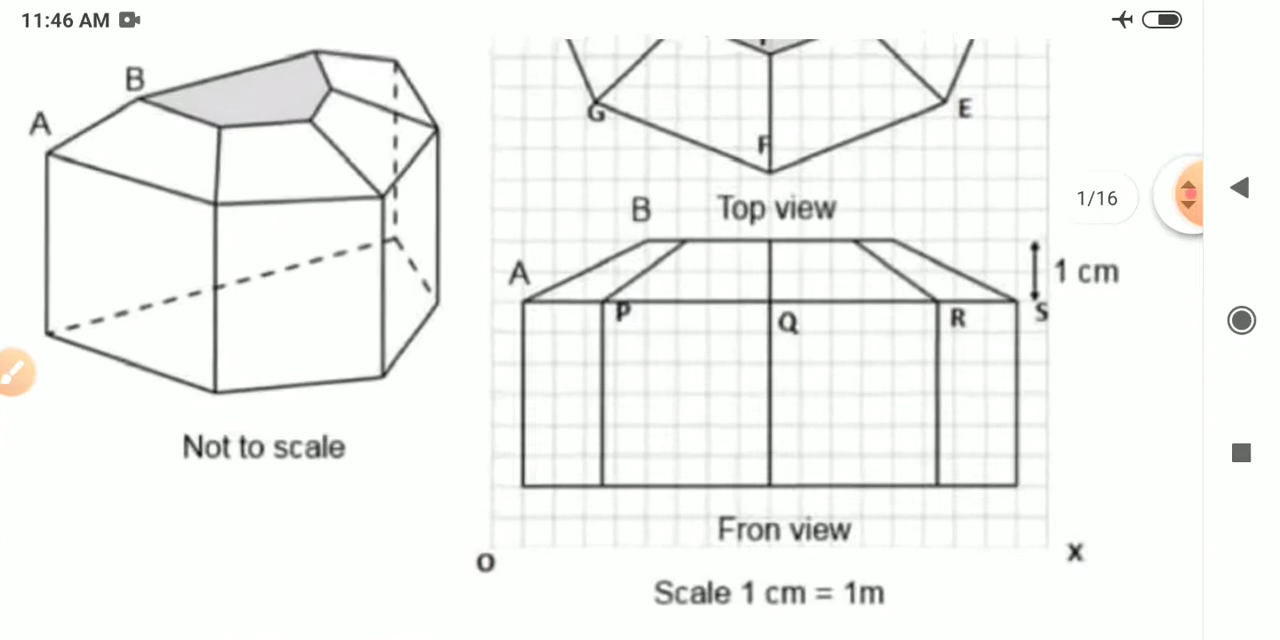 11:46 AM
B
A
G
E
F
B
Top view
1/16
A
1 cm
P
Q
R
S
Fron view
O
X
Not to scale
Scale 1 cm = 1m